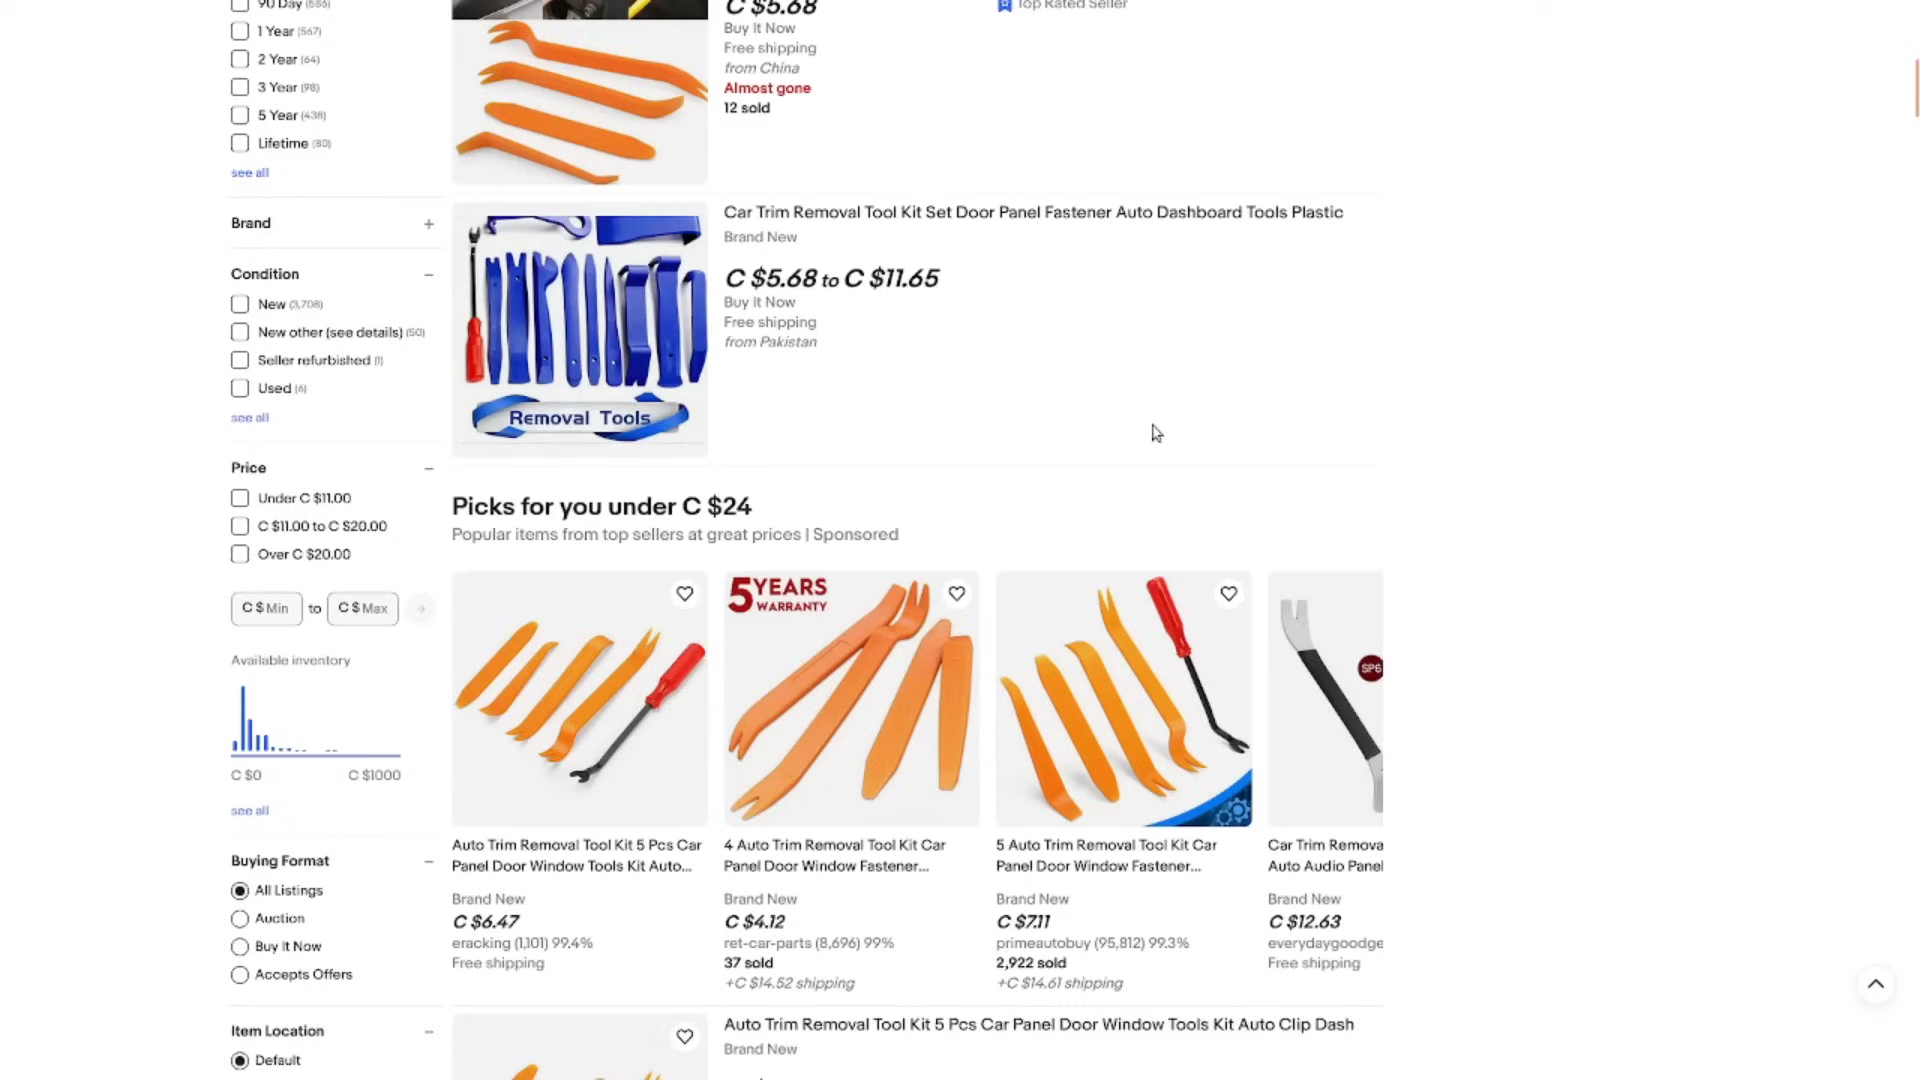 90 Day (686)
1 Year (567)
2 Year (64)
3 Year (98)
5 Year (438)
Lifetime (80)
see all
Brand
Condition
New (3,708)
New other (see details) (50)
Seller refurbished (1)
Used (6)
see all
Price
Under C $11.00
C $11.00 to C $20.00
Over C $20.00
C $ Min to C $ Max
Available inventory
C $0 C $1000
see all
Buying Format
All Listings
Auction
Buy It Now
Accepts Offers
Item Location
Default
C $5.68
Buy It Now
Free shipping
from China
Almost gone
12 sold
Top Rated Seller
Removal Tools
Car Trim Removal Tool Kit Set Door Panel Fastener Auto Dashboard Tools Plastic
Brand New
C $5.68 to C $11.65
Buy It Now
Free shipping
from Pakistan
Picks for you under C $24
Popular items from top sellers at great prices | Sponsored
Auto Trim Removal Tool Kit 5 Pcs Car
Panel Door Window Tools Kit Auto...
Brand New
C $6.47
eracking (1,101) 99.4%
Free shipping
5 YEARS
WARRANTY
4 Auto Trim Removal Tool Kit Car
Panel Door Window Fastener...
Brand New
C $4.12
ret-car-parts (8,696) 99%
37 sold
+C $14.52 shipping
5 Auto Trim Removal Tool Kit Car
Panel Door Window Fastener...
Brand New
C $7.11
primeautobuy (95,812) 99.3%
2,922 sold
+C $14.61 shipping
SP6
Car Trim Remova
Auto Audio Panel
Brand New
C $12.63
everydaygoodge
Free shipping
Auto Trim Removal Tool Kit 5 Pcs Car Panel Door Window Tools Kit Auto Clip Dash
Brand New